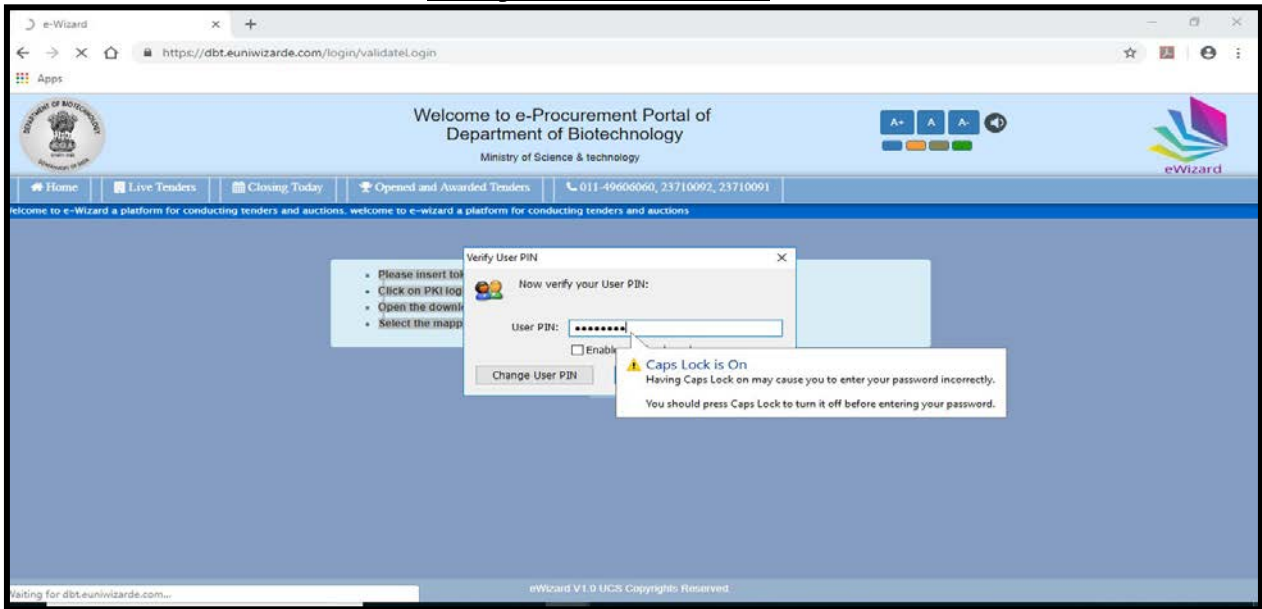 e-Wizard
https://dbt.euniwizarde.com/login/validateLogin
Apps
Welcome to e-Procurement Portal of
Department of Biotechnology
Ministry of Science & technology
A+ A A-
eWizard
Home Live Tenders Closing Today Opened and Awarded Tenders 011-49606060, 23710092, 23710091
elcome to e-Wizard a platform for conducting tenders and auctions. welcome to e-wizard a platform for conducting tenders and auctions
Verify User PIN
Please insert tok
Click on PKI log
Open the downl
Select the mapp
Now verify your User PIN:
User PIN:
Enabl
Change User PIN
Caps Lock is On
Having Caps Lock on may cause you to enter your password incorrectly.
You should press Caps Lock to turn it off before entering your password.
eWizard V1.0 UCS Copyrights Reserved
Waiting for dbt.euniwizarde.com...